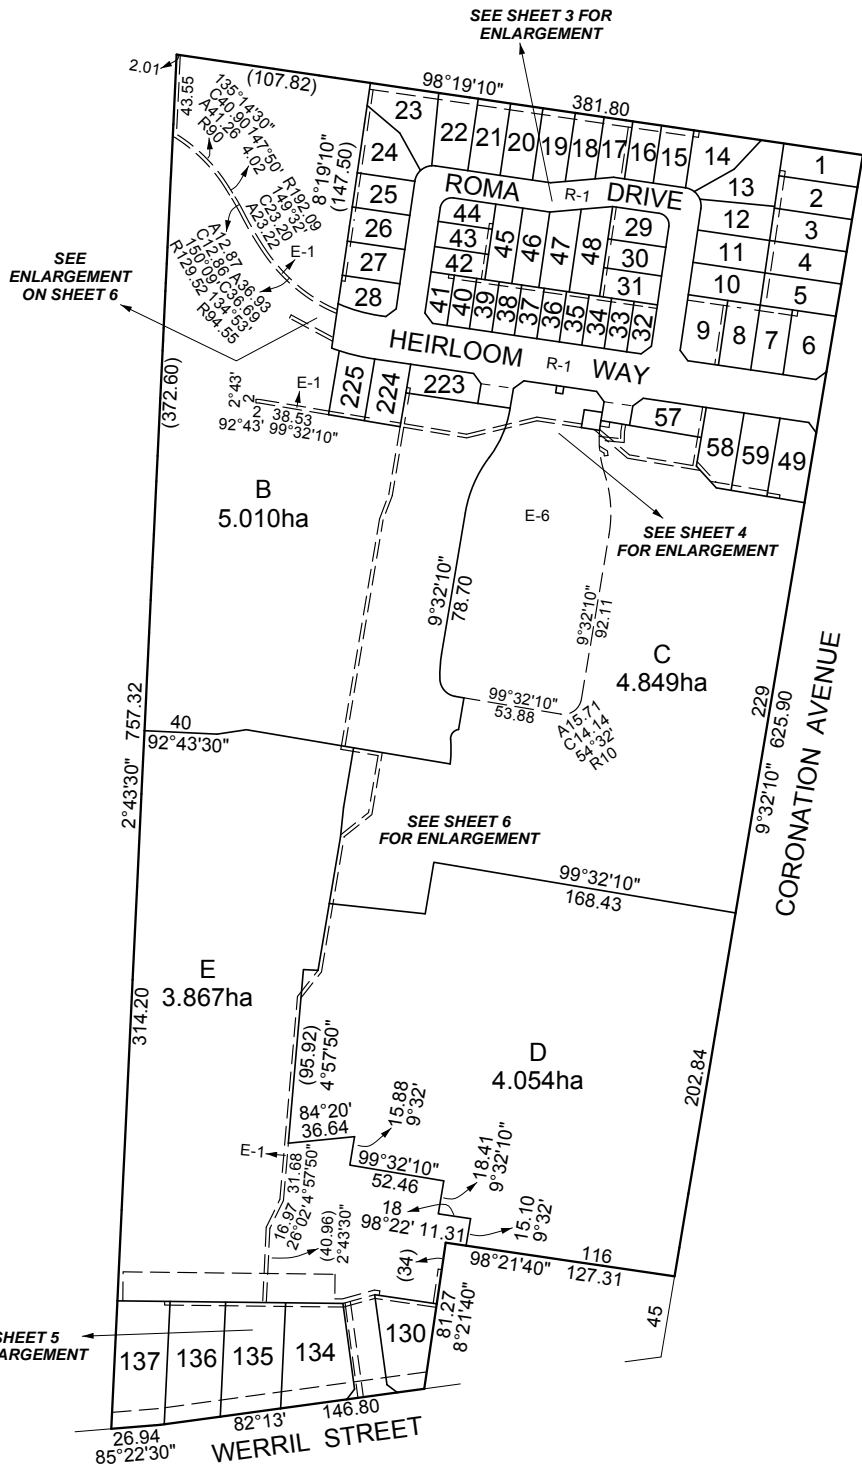 SEE SHEET 3 FOR
ENLARGEMENT
2.01
(107.82)
98°19'10"
381.80
43.55
135°14'30"
C40.90
A41.26
R90
147°50'
4.02
R192.09
149°32'
C23.20
A23.22
8°19'10"
(147.50)
A12.87
C12.86
150°09'
R129.52
A36.93
C36.69
134°53'
R94.55
E-1
SEE
ENLARGEMENT
ON SHEET 6
23
22
21
20
19
18
17
16
15
14
1
24
13
2
25
ROMA
R-1
DRIVE
12
3
26
44
45
46
47
48
29
11
4
27
43
30
10
5
28
42
31
41
40
39
38
37
36
35
34
33
32
9
8
7
6
HEIRLOOM
R-1
WAY
225
224
223
57
58
59
49
(372.60)
2°43'
2
2
E-1
38.53
92°43'
99°32'10"
B
5.010ha
E-6
SEE SHEET 4
FOR ENLARGEMENT
9°32'10"
78.70
9°32'10"
92.11
C
4.849ha
99°32'10"
53.88
A15.71
C14.14
54°32'
R10
229
625.90
9°32'10"
CORONATION AVENUE
757.32
2°43'30"
40
92°43'30"
SEE SHEET 6
FOR ENLARGEMENT
99°32'10"
168.43
E
3.867ha
314.20
D
4.054ha
202.84
(95.92)
4°57'50"
84°20'
36.64
15.88
9°32'
99°32'10"
52.46
18.41
9°32'10"
E-1
31.68
4°57'50"
16.97
26°02'
(40.96)
2°43'30"
18
98°22'
11.31
15.10
9°32'
(34)
116
98°21'40"
127.31
45
81.27
8°21'40"
SHEET 5
ARGEMENT
137
136
135
134
130
26.94
85°22'30"
82°13'
146.80
WERRIL STREET